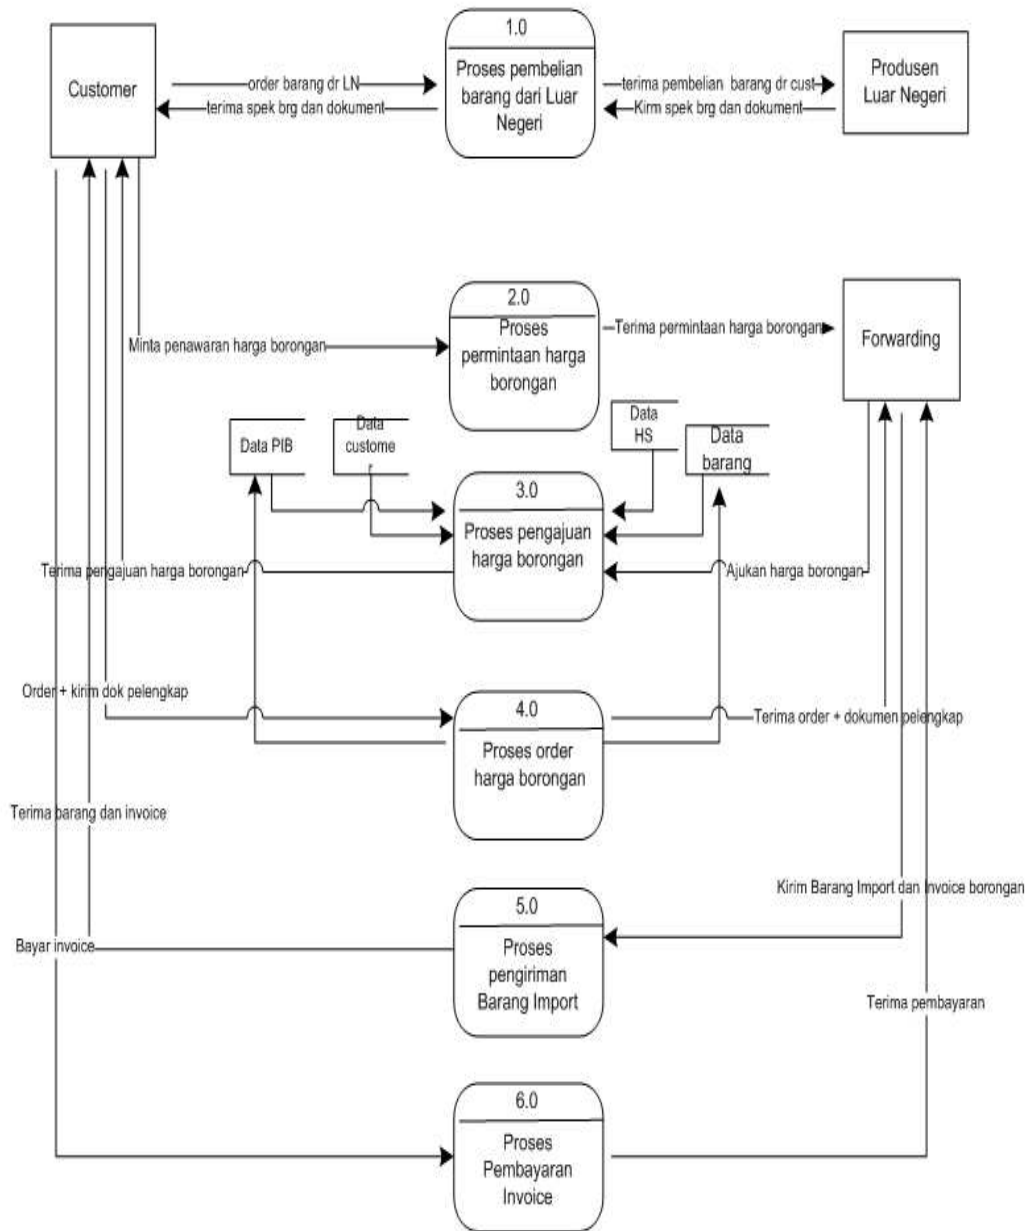 1.0
Customer
order barang dr LN
terima spek brg dan dokument
Proses pembelian
barang dari Luar
Negeri
terima pembelian barang dr cust
Kirm spek brg dan dokument
Produsen
Luar Negeri
2.0
Minta penawaran harga borongan
Proses
permintaan harga
borongan
Terima permintaan harga borongan
Forwarding
Data PIB
Data
custome
r
Data
HS
Data
barang
3.0
Proses pengajuan
harga borongan
Terima pengajuan harga borongan
Ajukan harga borongan
Order + kirim dok pelengkap
4.0
Proses order
harga borongan
Terima order + dokumen pelengkap
Terima barang dan invoice
Kirim Barang Import dan Invoice borongan
5.0
Proses
pengiriman
Barang Import
Bayar invoice
Terima pembayaran
6.0
Proses
Pembayaran
Invoice